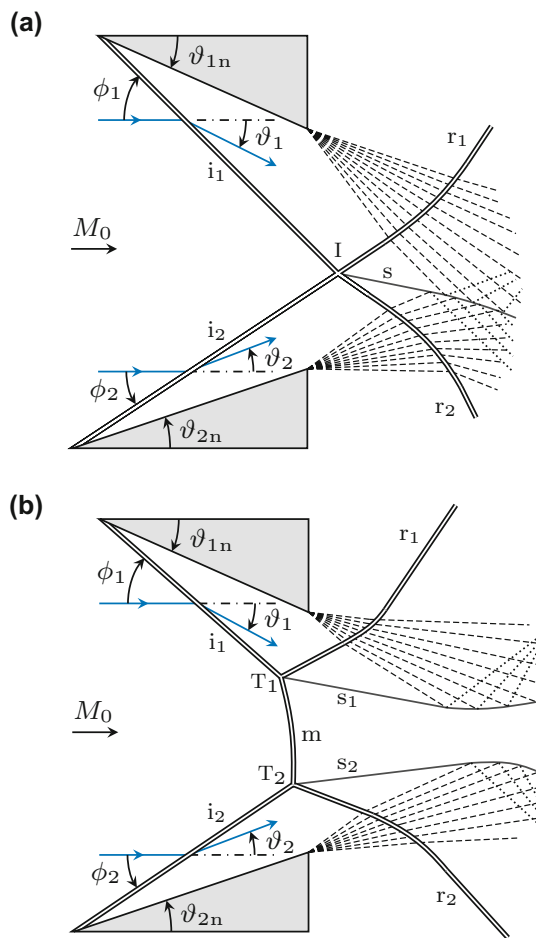 (a)
ϑ₁ₙ
ϕ₁
ϑ₁
i₁
r₁
M₀
I
s
i₂
ϑ₂
ϕ₂
r₂
ϑ₂ₙ
(b)
r₁
ϑ₁ₙ
ϕ₁
ϑ₁
i₁
T₁
s₁
M₀
m
T₂
s₂
i₂
ϑ₂
ϕ₂
r₂
ϑ₂ₙ